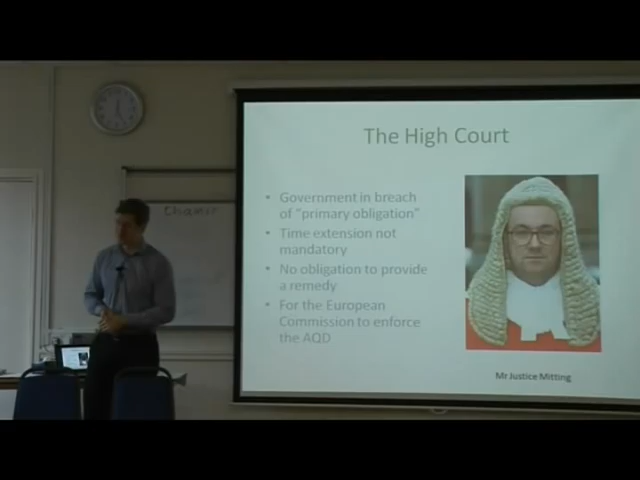 The High Court
• Government in breach
of "primary obligation"
• Time extension not
mandatory
• No obligation to provide
a remedy
• For the European
Commission to enforce
the AQD
Mr Justice Mitting